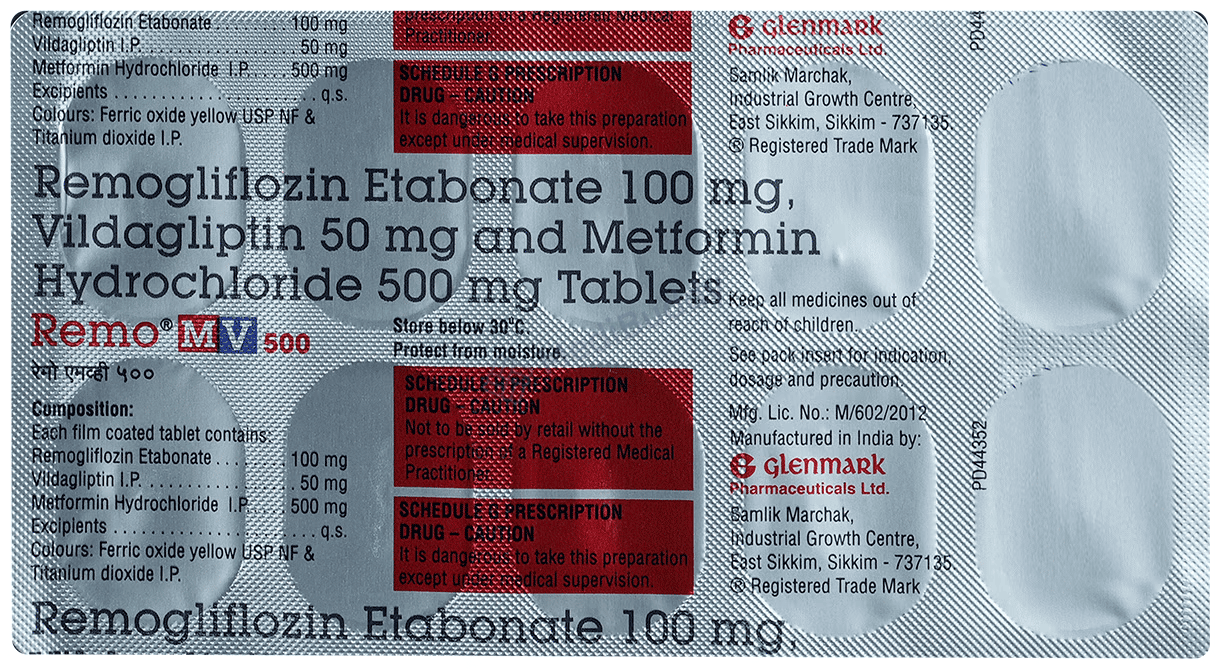 Remogliflozin Etabonate ........ 100 mg
Vildagliptin I.P. ............ 50 mg
Metformin Hydrochloride I.P. .... 500 mg
Excipients ............ q.s.
Colours: Ferric oxide yellow USP NF &
Titanium dioxide I.P.
prescription of a Registered Medical
Practitioner.
SCHEDULE G PRESCRIPTION
DRUG – CAUTION
It is dangerous to take this preparation
except under medical supervision.
GLENMARK
Pharmaceuticals Ltd.
Samlik Marchak,
Industrial Growth Centre,
East Sikkim, Sikkim - 737135
® Registered Trade Mark
PD44
Remogliflozin Etabonate 100 mg,
Vildagliptin 50 mg and Metformin
Hydrochloride 500 mg Tablets
Remo® MV 500
रेमो एमव्ही ५००
Store below 30°C.
Protect from moisture.
Keep all medicines out of
reach of children.
See pack insert for indication,
dosage and precaution.
Composition:
Each film coated tablet contains:
Remogliflozin Etabonate ........ 100 mg
Vildagliptin I.P. ............ 50 mg
Metformin Hydrochloride I.P. 500 mg
Excipients ............ q.s.
Colours: Ferric oxide yellow USP NF &
Titanium dioxide I.P.
SCHEDULE H PRESCRIPTION
DRUG – CAUTION
Not to be sold by retail without the
prescription of a Registered Medical
Practitioner.
SCHEDULE G PRESCRIPTION
DRUG – CAUTION
It is dangerous to take this preparation
except under medical supervision.
Mfg. Lic. No.: M/602/2012
Manufactured in India by:
GLENMARK
Pharmaceuticals Ltd.
Samlik Marchak,
Industrial Growth Centre,
East Sikkim, Sikkim - 737135
® Registered Trade Mark
PD44352
Remogliflozin Etabonate 100 mg,